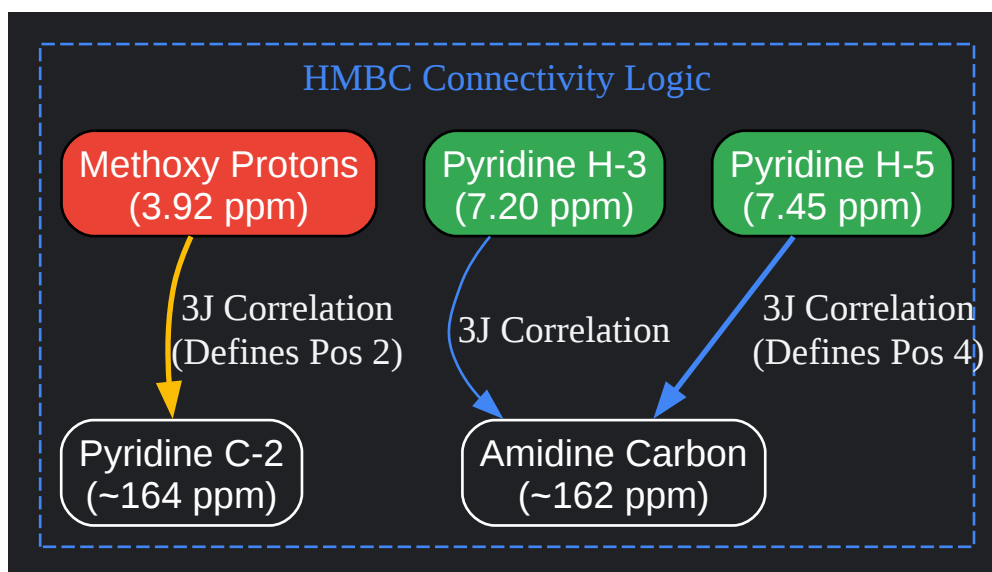 HMBC Connectivity Logic
Methoxy Protons
(3.92 ppm)
Pyridine H-3
(7.20 ppm)
Pyridine H-5
(7.45 ppm)
3J Correlation
(Defines Pos 2)
3J Correlation
3J Correlation
(Defines Pos 4)
Pyridine C-2
(~164 ppm)
Amidine Carbon
(~162 ppm)